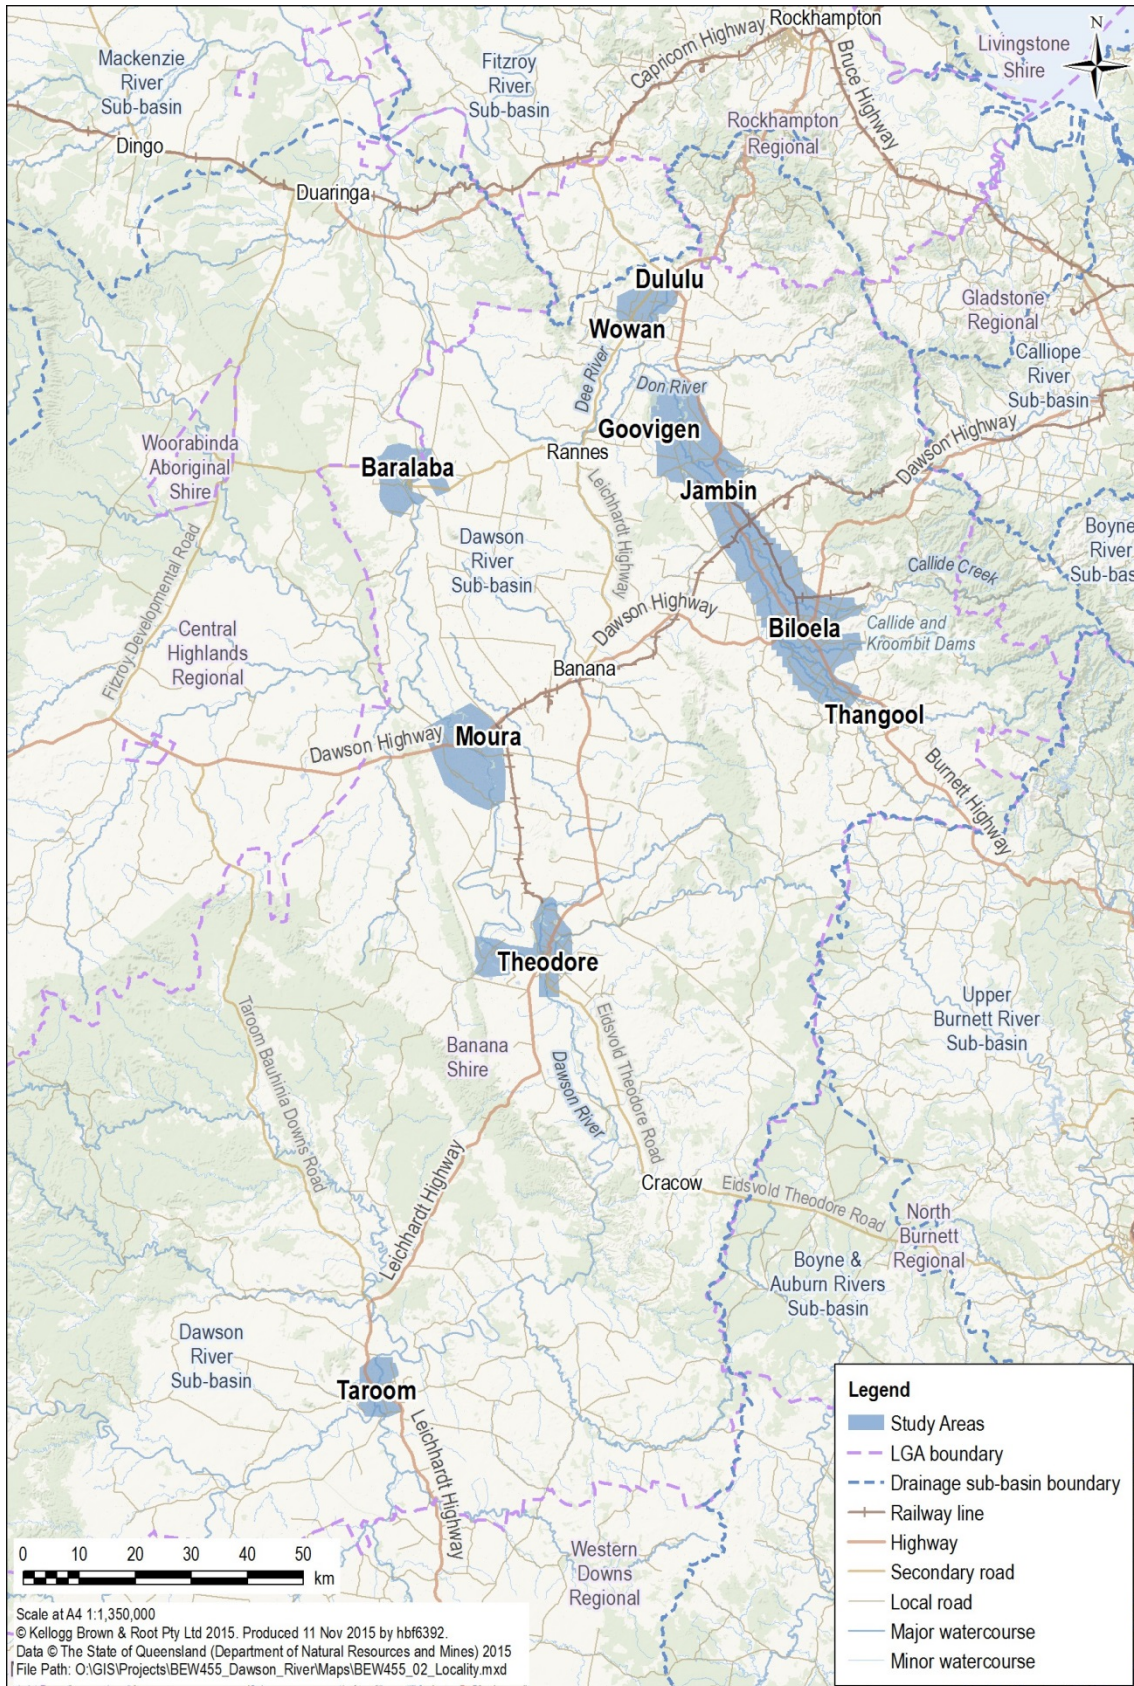 Rockhampton
N
Mackenzie
River
Sub-basin
Fitzroy
River
Sub-basin
Capricorn Highway
Bruce Highway
Livingstone
Shire
Rockhampton
Regional
Dingo
Duaringa
Dululu
Wowan
Gladstone
Regional
Calliope
River
Sub-basin
Dee River
Don River
Goovigen
Woorabinda
Aboriginal
Shire
Baralaba
Rannes
Jambin
Dawson Highway
Leichhardt Highway
Dawson
River
Sub-basin
Boyne
River
Sub-bas
Fitzroy Developmental Road
Callide Creek
Dawson Highway
Central
Highlands
Regional
Biloela
Callide and
Kroombit Dams
Banana
Thangool
Dawson Highway
Moura
Burnett Highway
Theodore
Upper
Burnett River
Sub-basin
Taroom Bauhinia Downs Road
Banana
Shire
Dawson River
Eidsvold Theodore Road
Leichhardt Highway
Cracow
Eidsvold Theodore Road
North
Burnett
Regional
Boyne &
Auburn Rivers
Sub-basin
Dawson
River
Sub-basin
Taroom
Leichhardt Highway
Western
Downs
Regional
Legend
Study Areas
LGA boundary
Drainage sub-basin boundary
Railway line
Highway
Secondary road
Local road
Major watercourse
Minor watercourse
0 10 20 30 40 50
km
Scale at A4 1:1,350,000
© Kellogg Brown & Root Pty Ltd 2015. Produced 11 Nov 2015 by hbf6392.
Data © The State of Queensland (Department of Natural Resources and Mines) 2015
File Path: O:\GIS\Projects\BEW455_Dawson_River\Maps\BEW455_02_Locality.mxd